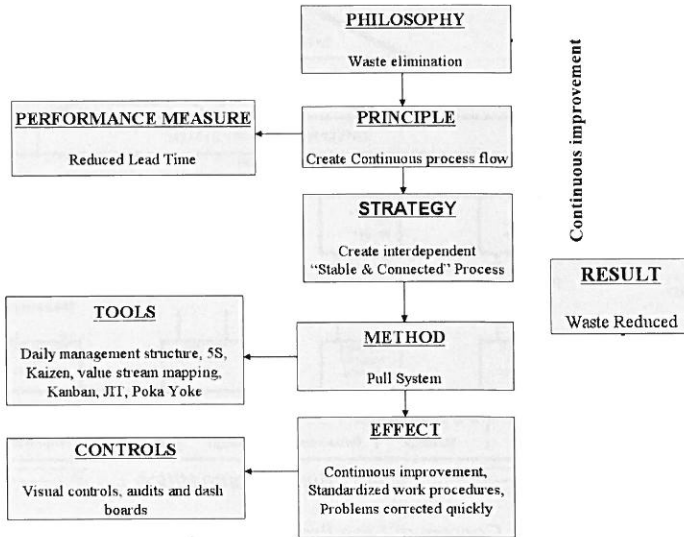 PHILOSOPHY
Waste elimination
PERFORMANCE MEASURE
Reduced Lead Time
PRINCIPLE
Create Continuous process flow
STRATEGY
Create interdependent
“Stable & Connected” Process
Continuous improvement
RESULT
Waste Reduced
TOOLS
Daily management structure, 5S,
Kaizen, value stream mapping,
Kanban, JIT, Poka Yoke
METHOD
Pull System
CONTROLS
Visual controls, audits and dash
boards
EFFECT
Continuous improvement,
Standardized work procedures,
Problems corrected quickly